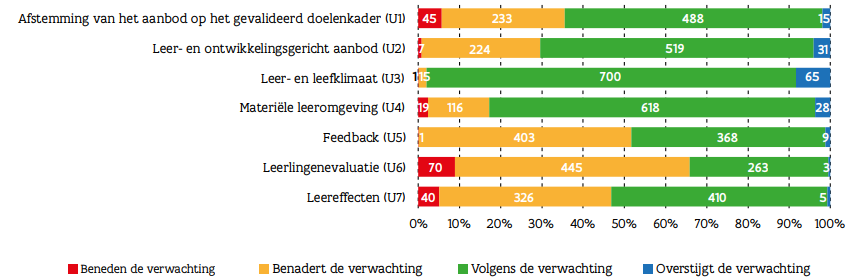 Afstemming van het aanbod op het gevalideerd doelenkader (U1) 45 233 488 15
Leer- en ontwikkelingsgericht aanbod (U2) 7 224 519 31
Leer- en leefklimaat (U3) 1 15 700 65
Materiële leeromgeving (U4) 19 116 618 28
Feedback (U5) 1 403 368 9
Leerlingenevaluatie (U6) 70 445 263 3
Leereffecten (U7) 40 326 410 5
0% 10% 20% 30% 40% 50% 60% 70% 80% 90% 100%
Beneden de verwachting Benadert de verwachting Volgens de verwachting Overstijgt de verwachting